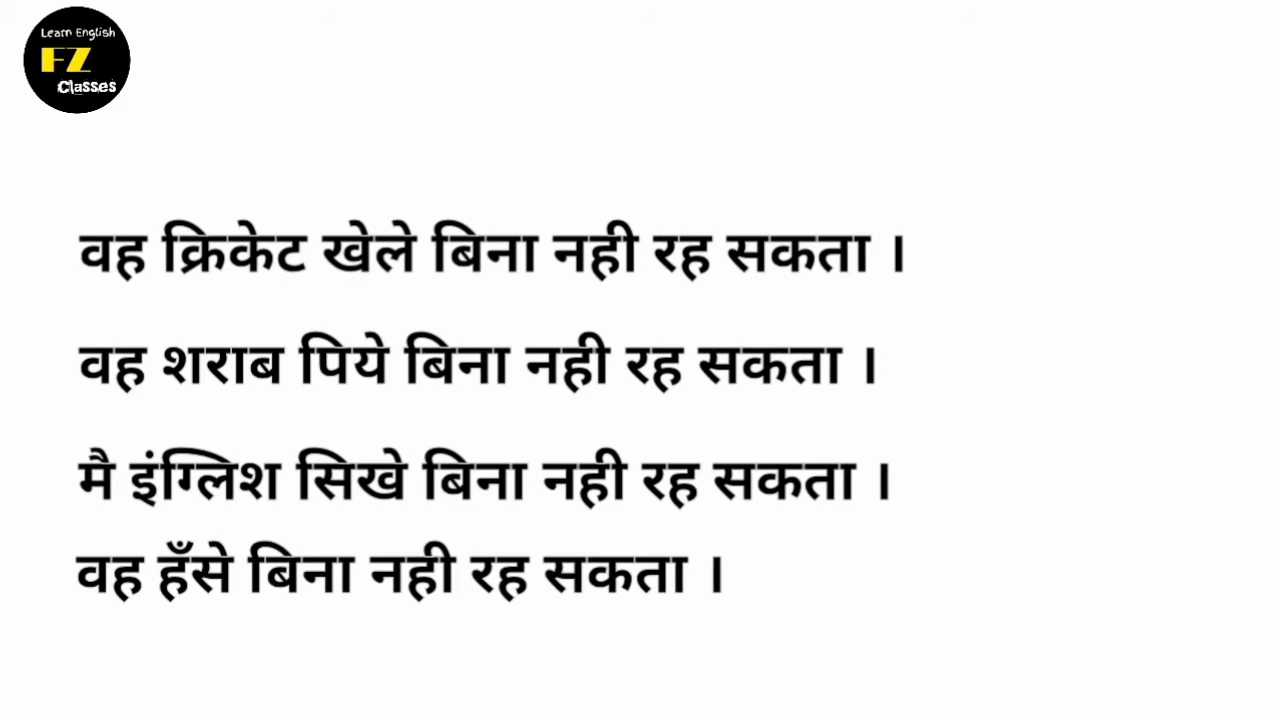 Learn English
FZ
Classes
वह क्रिकेट खेले बिना नही रह सकता ।
वह शराब पिये बिना नही रह सकता ।
मै इंग्लिश सिखे बिना नही रह सकता ।
वह हँसे बिना नही रह सकता ।